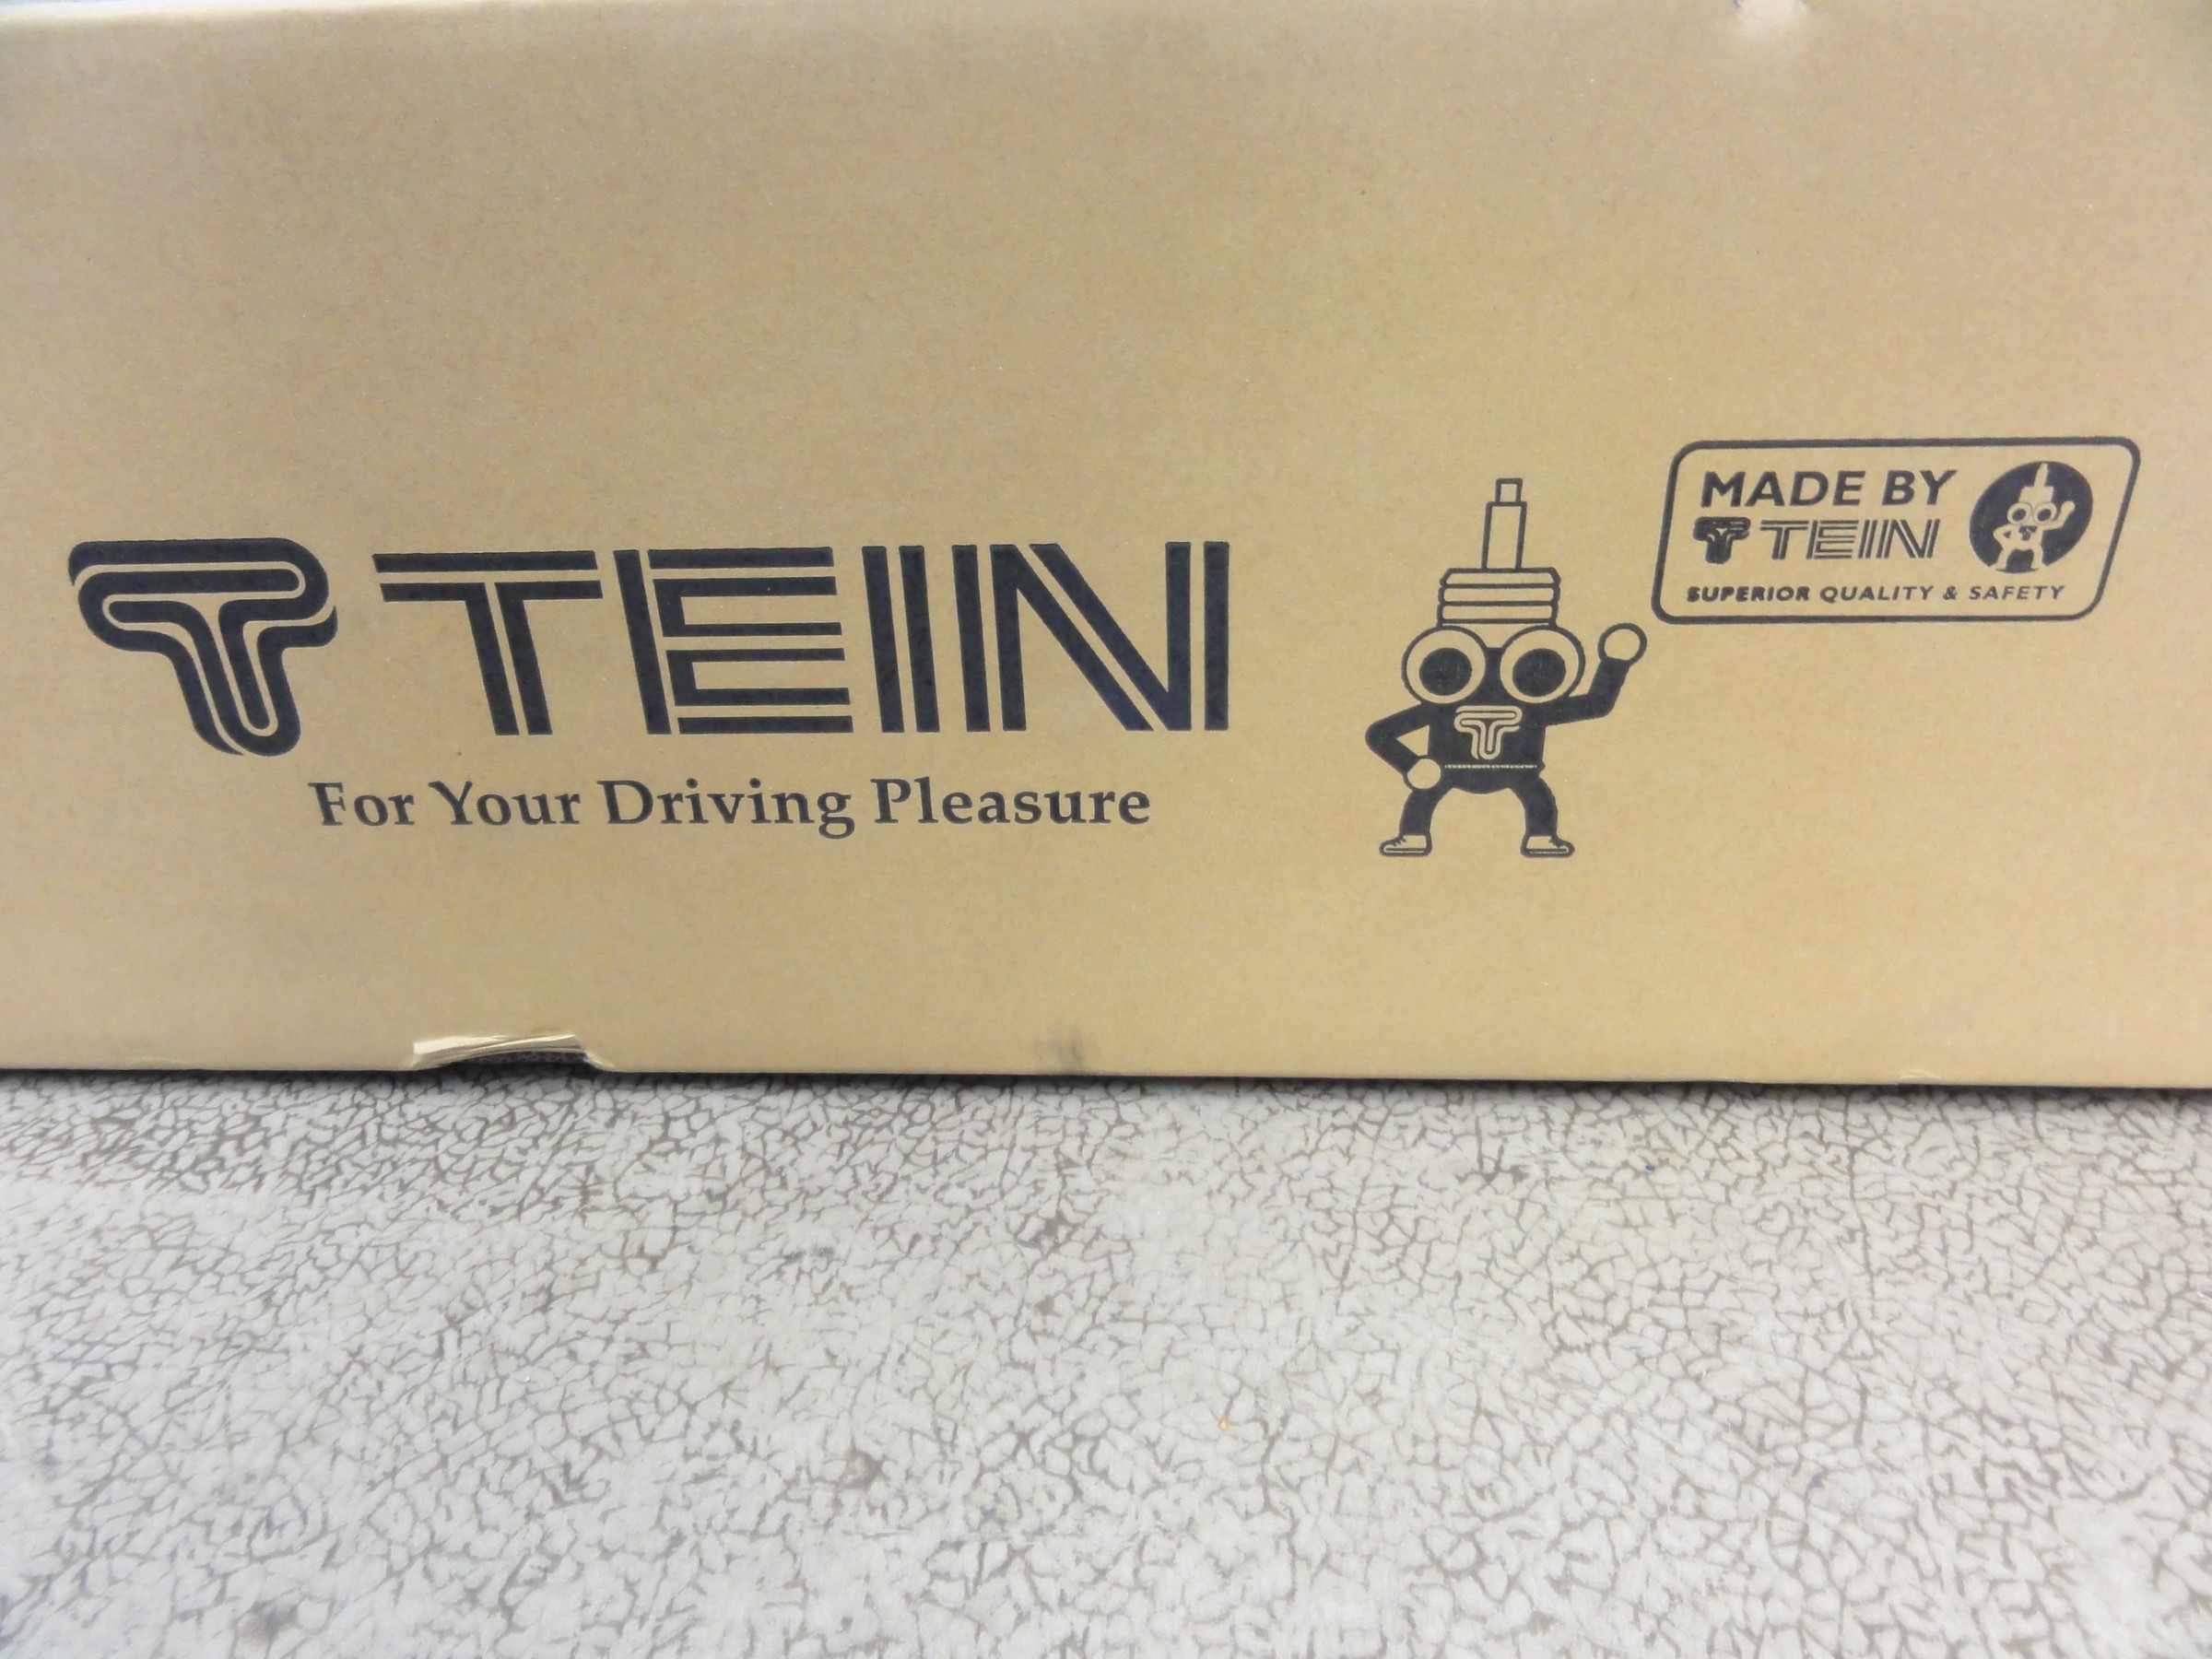 TEIN
For Your Driving Pleasure
MADE BY
TEIN
SUPERIOR QUALITY & SAFETY